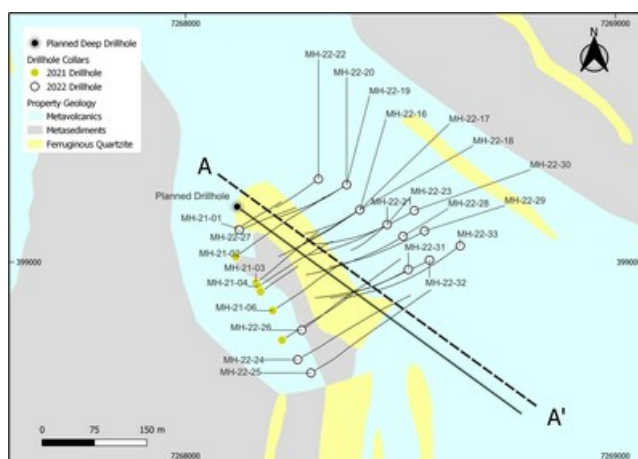 7268000
7269000
Planned Deep Drillhole
Drillhole Collars
2021 Drillhole
2022 Drillhole
Property Geology
Metavolcanics
Metasediments
Ferruginous Quartzite
N
MH-22-22
MH-22-20
MH-22-19
MH-22-16
MH-22-17
MH-22-18
MH-22-30
MH-22-29
MH-22-28
MH-22-23
MH-22-21
A
Planned Drillhole
MH-21-01
MH-22-27
MH-21-02
MH-22-31
MH-22-33
399000
399000
MH-21-03
MH-21-04
MH-22-32
MH-21-06
MH-22-26
MH-22-24
MH-22-25
A'
0 75 150 m
7268000
7269000